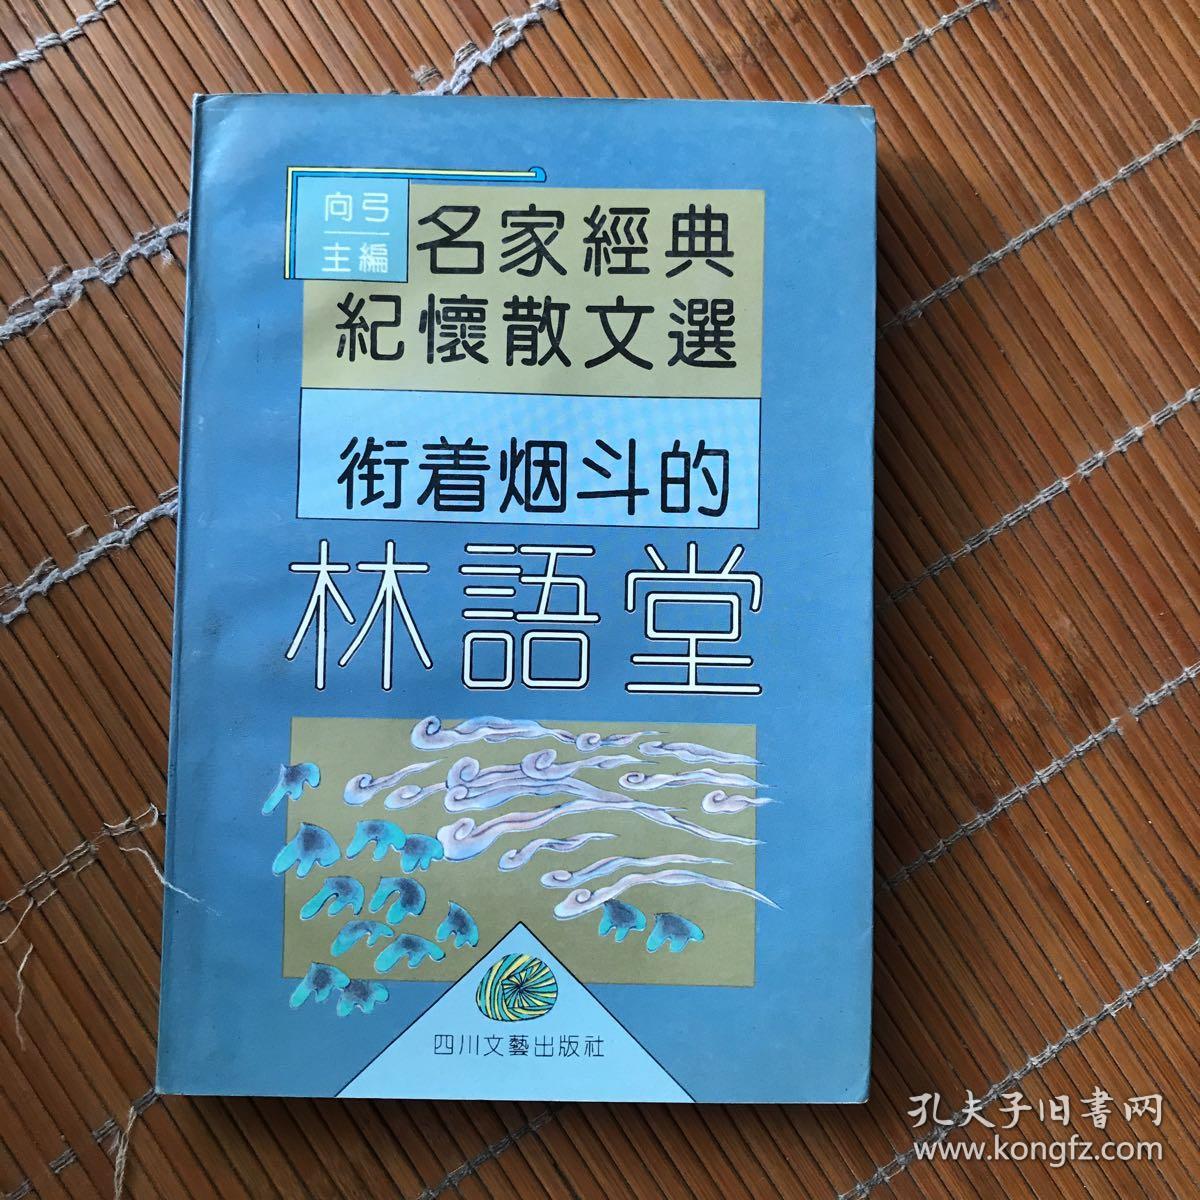 向弓
主編
名家經典
紀懷散文選
銜着烟斗的
林語堂
四川文藝出版社
孔夫子旧書网
www.kongfz.com